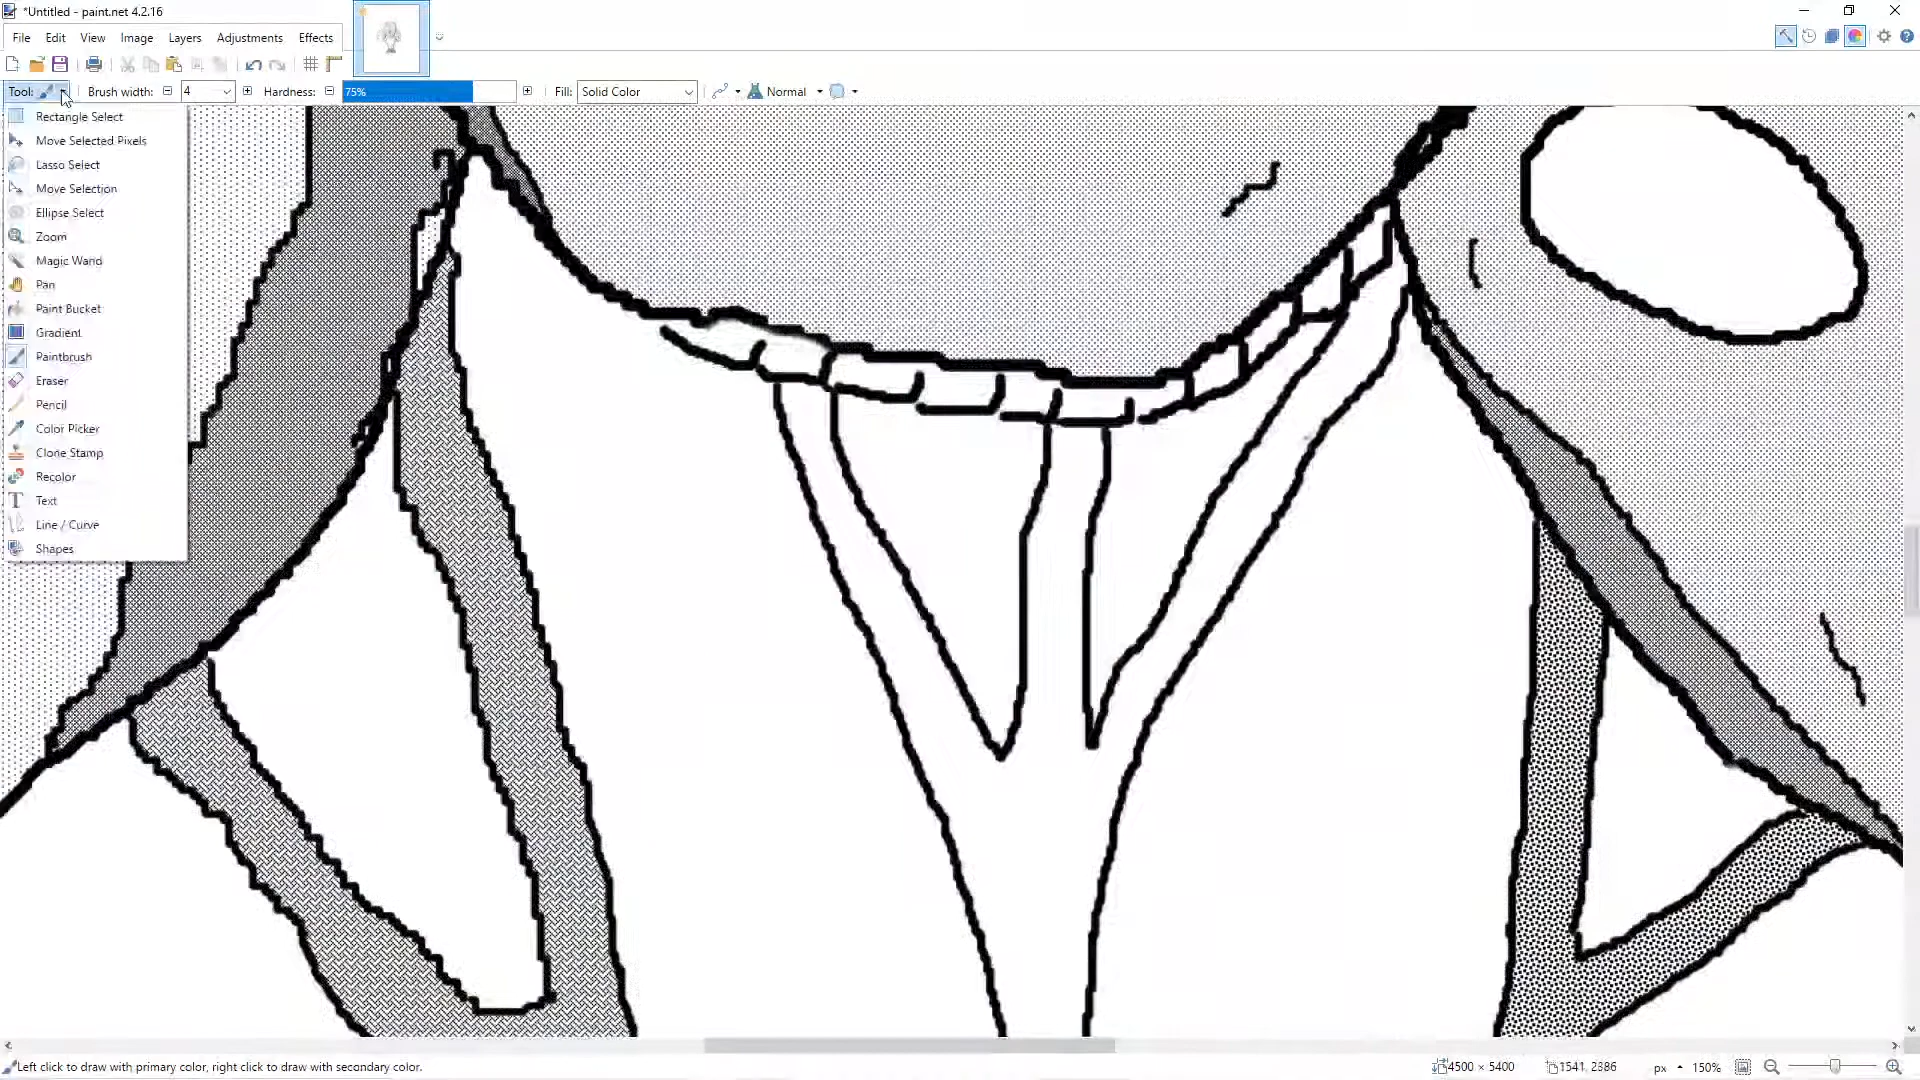 *Untitled - paint.net 4.2.16
File Edit View Image Layers Adjustments Effects
Tool: Brush width: 4 Hardness: 75% Fill: Solid Color Normal
Rectangle Select
Move Selected Pixels
Lasso Select
Move Selection
Ellipse Select
Zoom
Magic Wand
Pan
Paint Bucket
Gradient
Paintbrush
Eraser
Pencil
Color Picker
Clone Stamp
Recolor
Text
Line / Curve
Shapes
Left click to draw with primary color, right click to draw with secondary color. 4500 × 5400 1541, 2386 px 150%